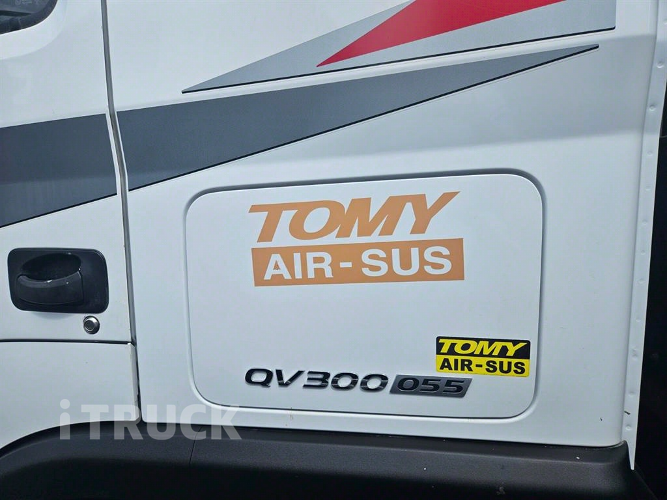 TOMY
AIR-SUS
TOMY
AIR-SUS
QV300 055
iTRUCK